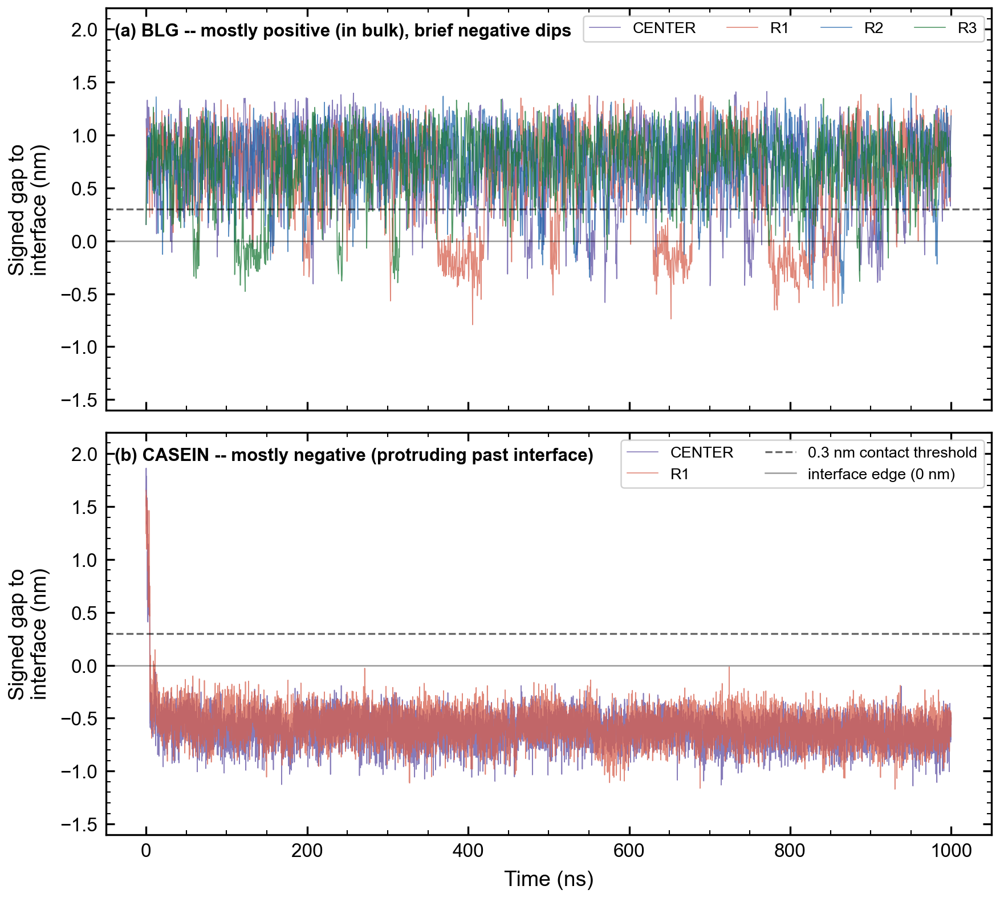 (a) BLG -- mostly positive (in bulk), brief negative dips
CENTER R1 R2 R3
2.0
1.5
1.0
0.5
0.0
−0.5
−1.0
−1.5
Signed gap to
interface (nm)
(b) CASEIN -- mostly negative (protruding past interface)
CENTER 0.3 nm contact threshold
R1 interface edge (0 nm)
2.0
1.5
1.0
0.5
0.0
−0.5
−1.0
−1.5
Signed gap to
interface (nm)
0 200 400 600 800 1000
Time (ns)